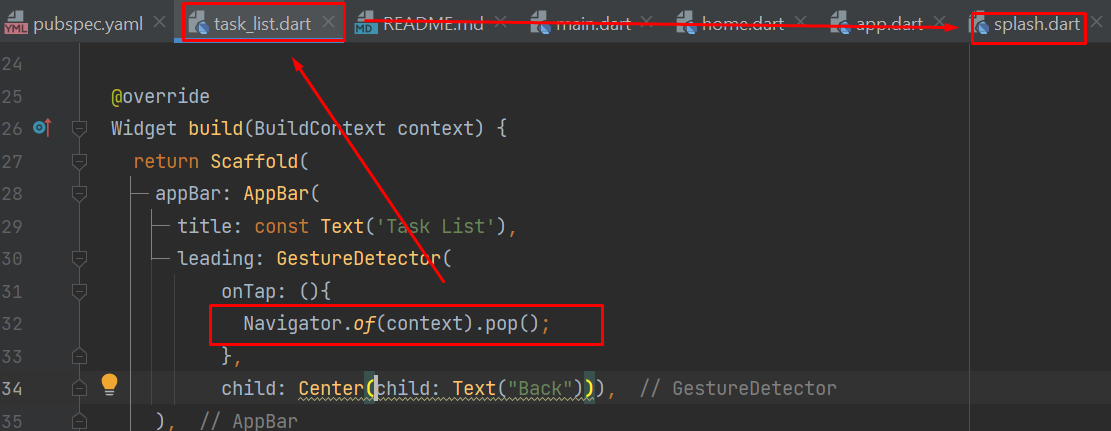 pubspec.yaml task_list.dart README.md main.dart home.dart app.dart splash.dart
24
25 @override
26 Widget build(BuildContext context) {
27 return Scaffold(
28 appBar: AppBar(
29 title: const Text('Task List'),
30 leading: GestureDetector(
31 onTap: (){
32 Navigator.of(context).pop();
33 },
34 child: Center(child: Text("Back"))), // GestureDetector
35 ), // AppBar